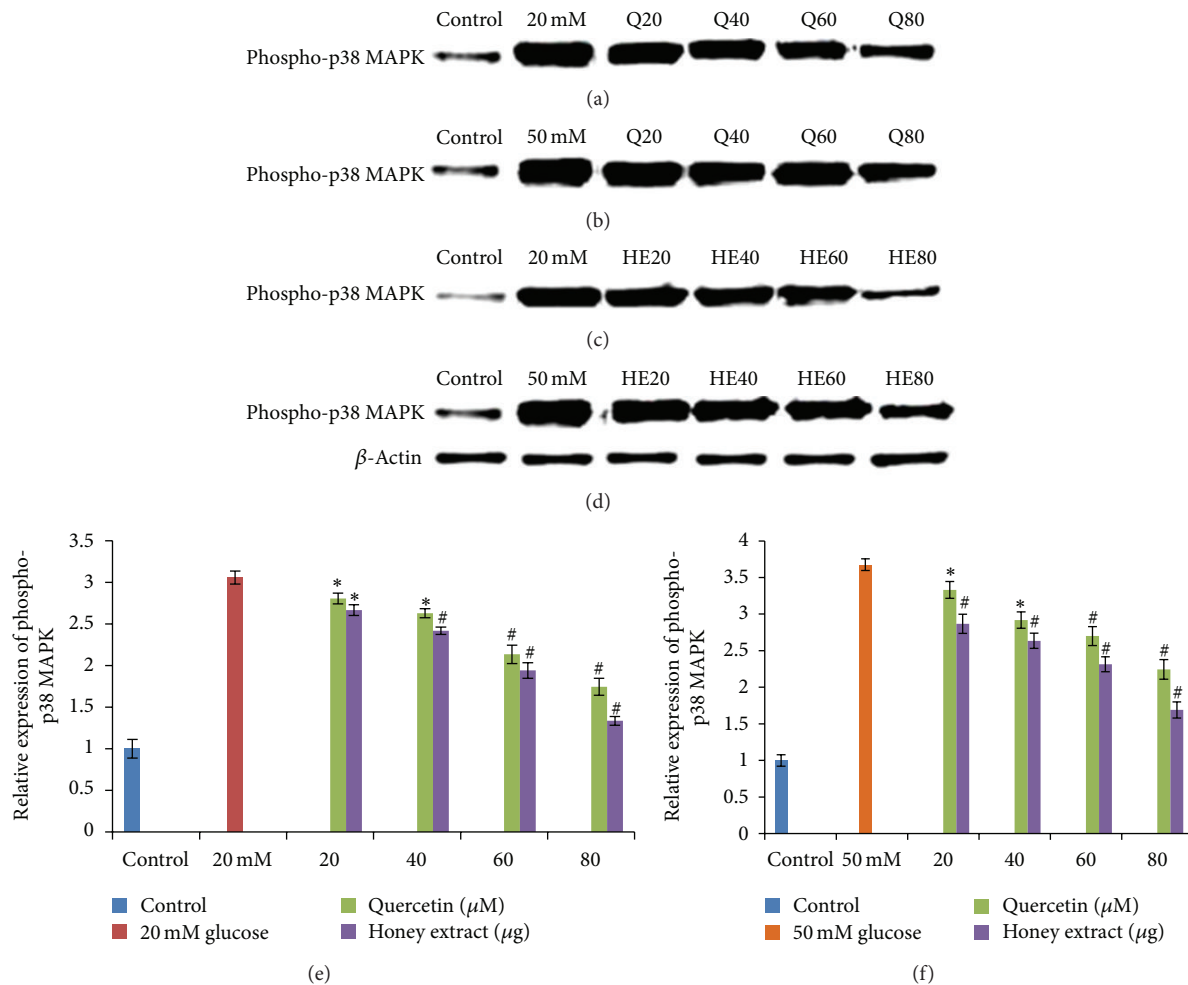 Control 20 mM Q20 Q40 Q60 Q80
Phospho-p38 MAPK
(a)
Control 50 mM Q20 Q40 Q60 Q80
Phospho-p38 MAPK
(b)
Control 20 mM HE20 HE40 HE60 HE80
Phospho-p38 MAPK
(c)
Control 50 mM HE20 HE40 HE60 HE80
Phospho-p38 MAPK
β-Actin
(d)
Relative expression of phospho-
p38 MAPK
3.5
3
2.5
2
1.5
1
0.5
0
* * * # # # # #
Control 20 mM 20 40 60 80
Control
Quercetin (μM)
20 mM glucose
Honey extract (μg)
(e)
Relative expression of phospho-
p38 MAPK
4
3.5
3
2.5
2
1.5
1
0.5
0
* # * # # # # #
Control 50 mM 20 40 60 80
Control
Quercetin (μM)
50 mM glucose
Honey extract (μg)
(f)